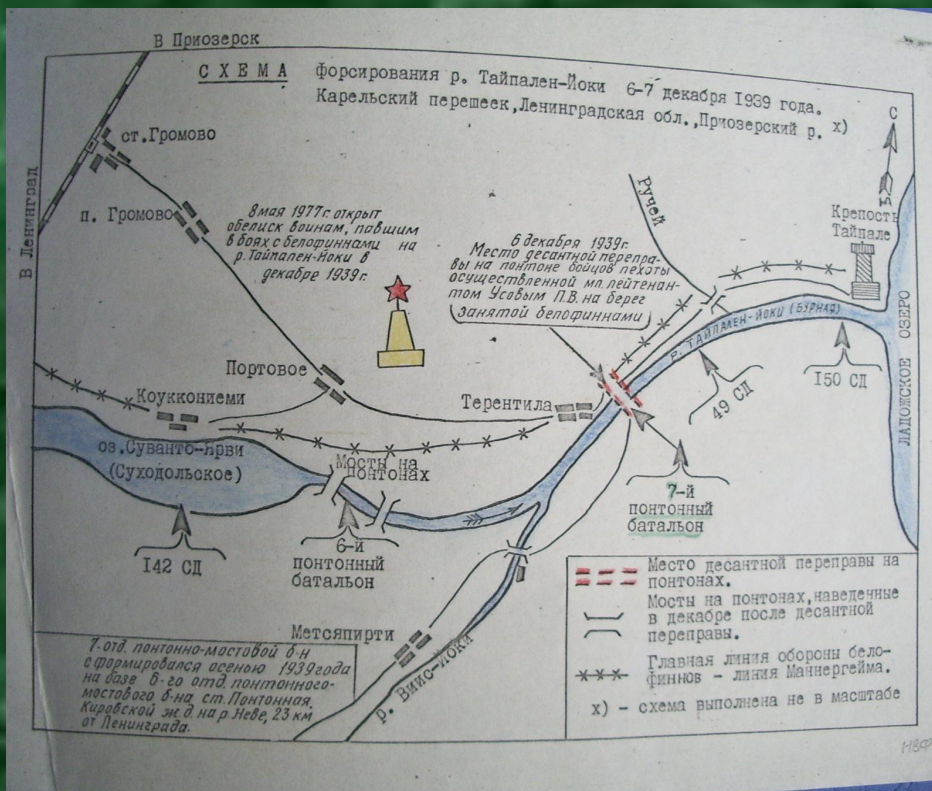 В Приозерск
СХЕМА форсирования р. Тайпален-Йоки 6-7 декабря 1939 года.
Карельский перешеек, Ленинградская обл., Приозерский р. х)
С
ст. Громово
В Ленинград
п. Громово
8 мая 1977г. открыт
обелиск воинам, павшим
в боях с белофиннами на
р. Тайпален-Йоки в
декабре 1939г.
Ручей
6 декабря 1939г.
Место десантной перепра-
вы на понтоне бойцов пехоты
осуществленной мл. лейтенан-
том Усовым П.В. на берег
занятой белофиннами
Крепость
Тайпале
Р. ТАЙПАЛЕН-ЙОКИ (БУРНАЯ)
ЛАДОЖСКОЕ ОЗЕРО
150 СД
49 СД
Портовое
Коуккониеми
Терентила
оз. Суванто-Ярви
(Суходольское)
Мосты на
понтонах
7-й
понтонный
батальон
142 СД
6-й
понтонный
батальон
Метсяпирти
р. Виис-Йоки
7-отд. понтонно-мостовой б-н
сформировался осенью 1939года
на базе 6-го отд. понтонного-
мостового б-на ст. Понтонная,
Кировской ж.д. на р. Неве, 23 км
от Ленинграда.
Место десантной переправы на
понтонах.
Мосты на понтонах, наведенные
в декабре после десантной
переправы.
Главная линия обороны бело-
финнов - линия Маннергейма.
х) - схема выполнена не в масштабе